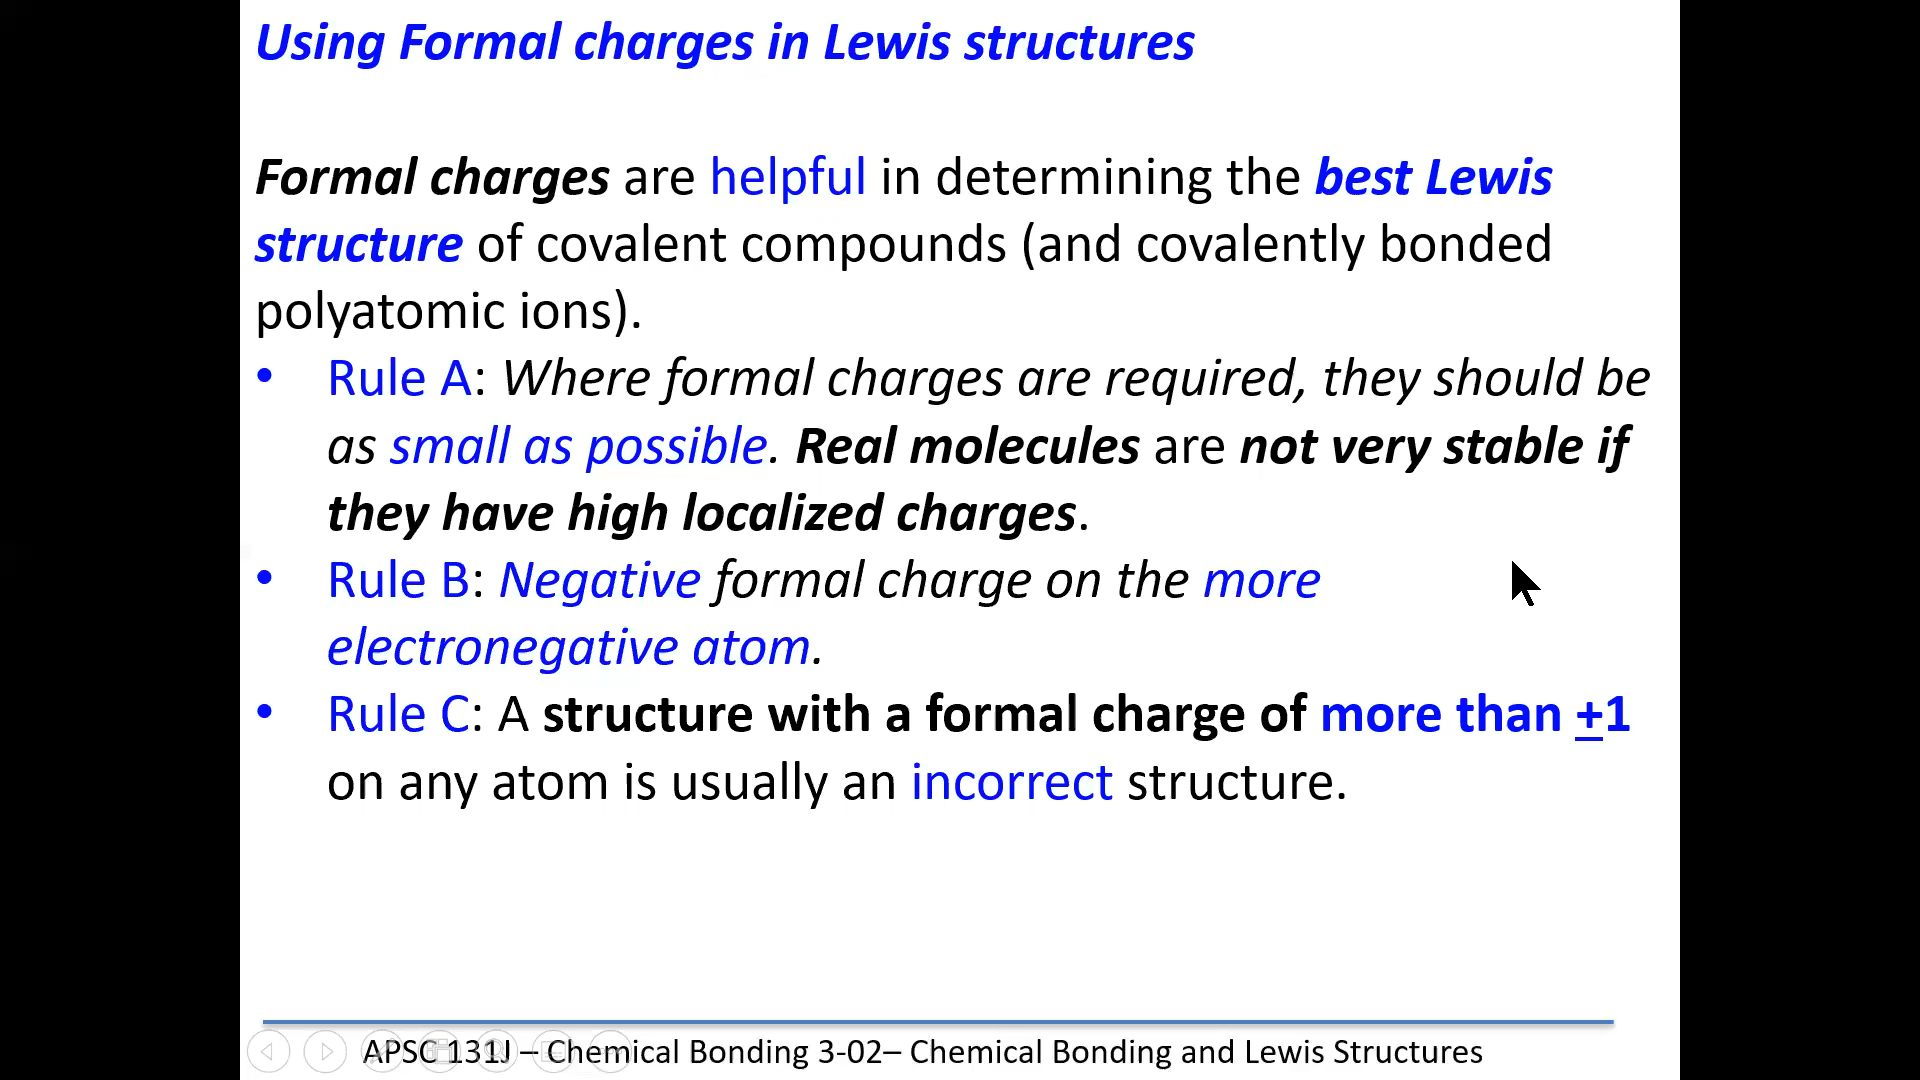 Using Formal charges in Lewis structures
Formal charges are helpful in determining the best Lewis
structure of covalent compounds (and covalently bonded
polyatomic ions).
• Rule A: Where formal charges are required, they should be
as small as possible. Real molecules are not very stable if
they have high localized charges.
• Rule B: Negative formal charge on the more
electronegative atom.
• Rule C: A structure with a formal charge of more than +1
on any atom is usually an incorrect structure.
APSC 131J – Chemical Bonding 3-02– Chemical Bonding and Lewis Structures